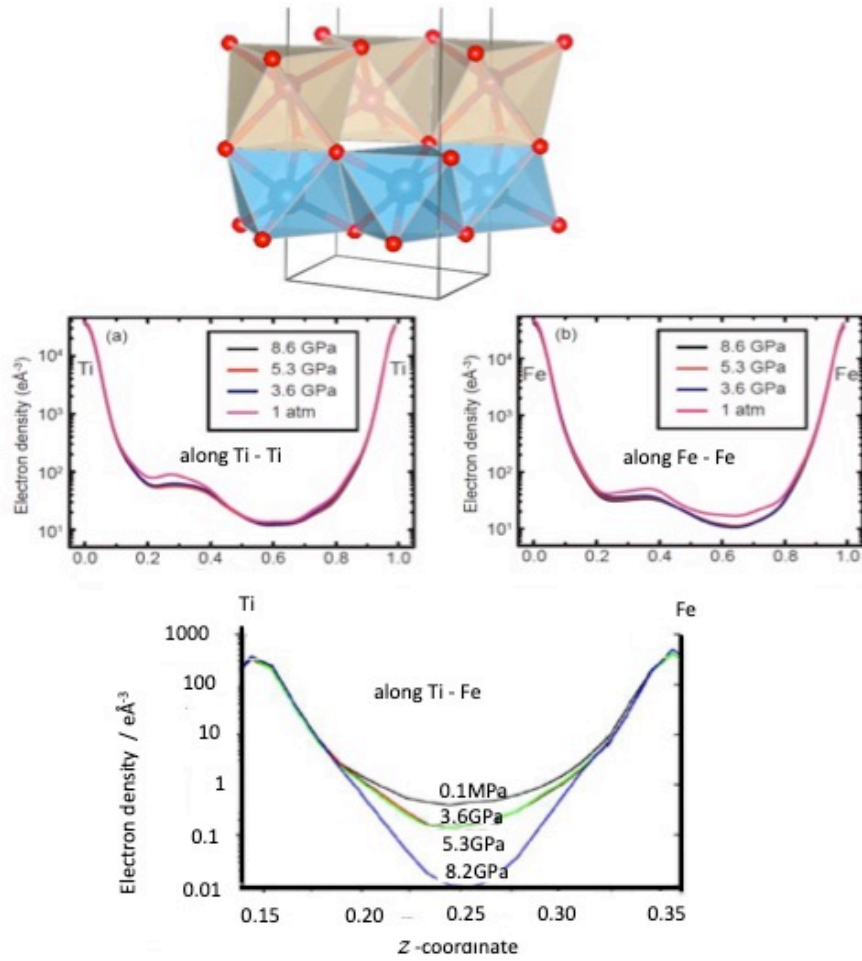 (a)
8.6 GPa
5.3 GPa
3.6 GPa
1 atm
Ti
Ti
along Ti - Ti
Electron density (eÅ⁻³)
10⁴
10³
10²
10¹
0.0 0.2 0.4 0.6 0.8 1.0
(b)
8.6 GPa
5.3 GPa
3.6 GPa
1 atm
Fe
Fe
along Fe - Fe
Electron density (eÅ⁻³)
10⁴
10³
10²
10¹
0.0 0.2 0.4 0.6 0.8 1.0
Ti
Fe
along Ti - Fe
Electron density / eÅ⁻³
1000
100
10
1
0.1
0.01
0.1MPa
3.6GPa
5.3GPa
8.2GPa
0.15 0.20 0.25 0.30 0.35
z -coordinate